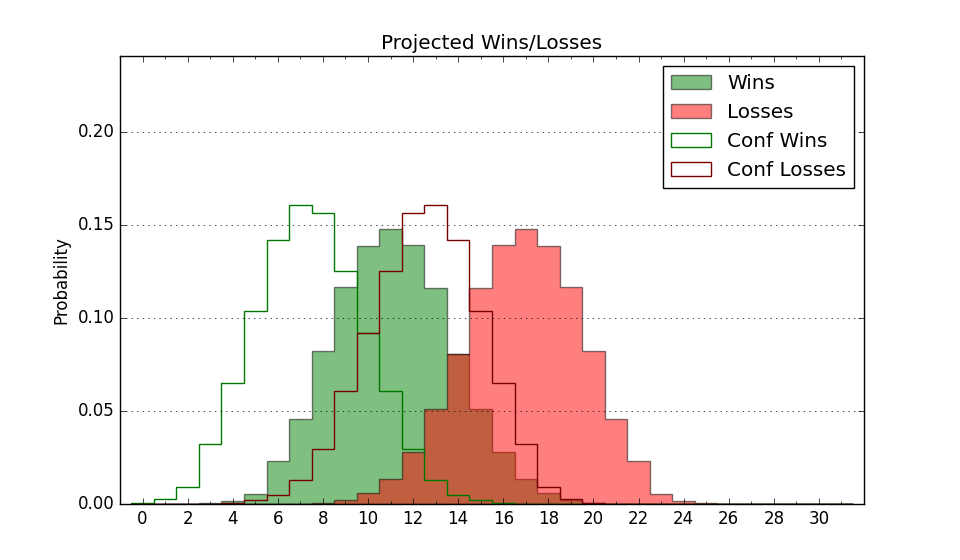 Projected Wins/Losses
Wins
Losses
Conf Wins
Conf Losses
Probability
0.20
0.15
0.10
0.05
0.00
0 2 4 6 8 10 12 14 16 18 20 22 24 26 28 30